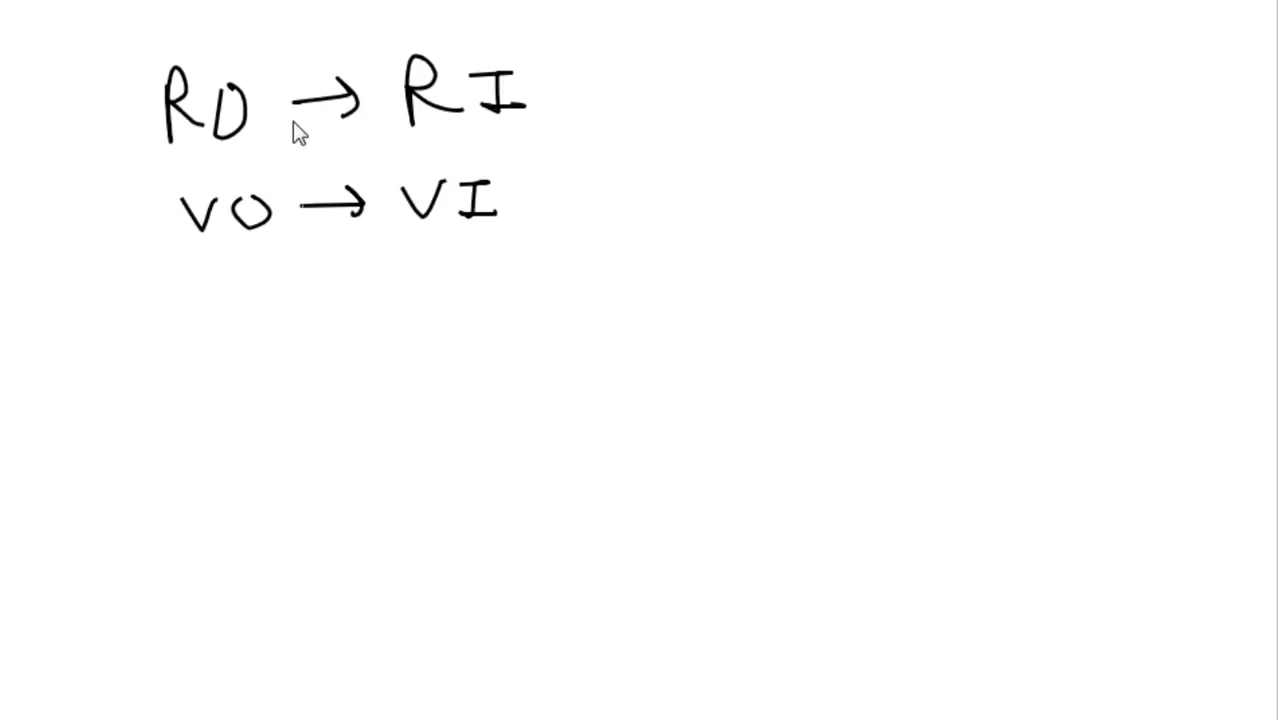 RO → RI
VO → VI